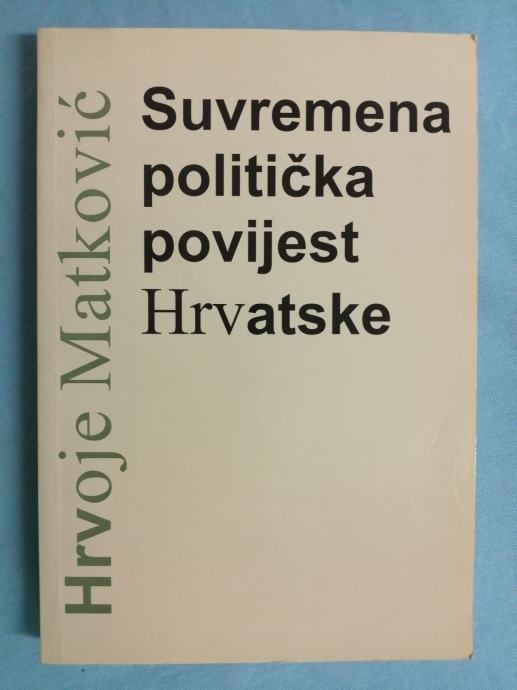 Hrvoje Matković
Suvremena
politička
povijest
Hrvatske